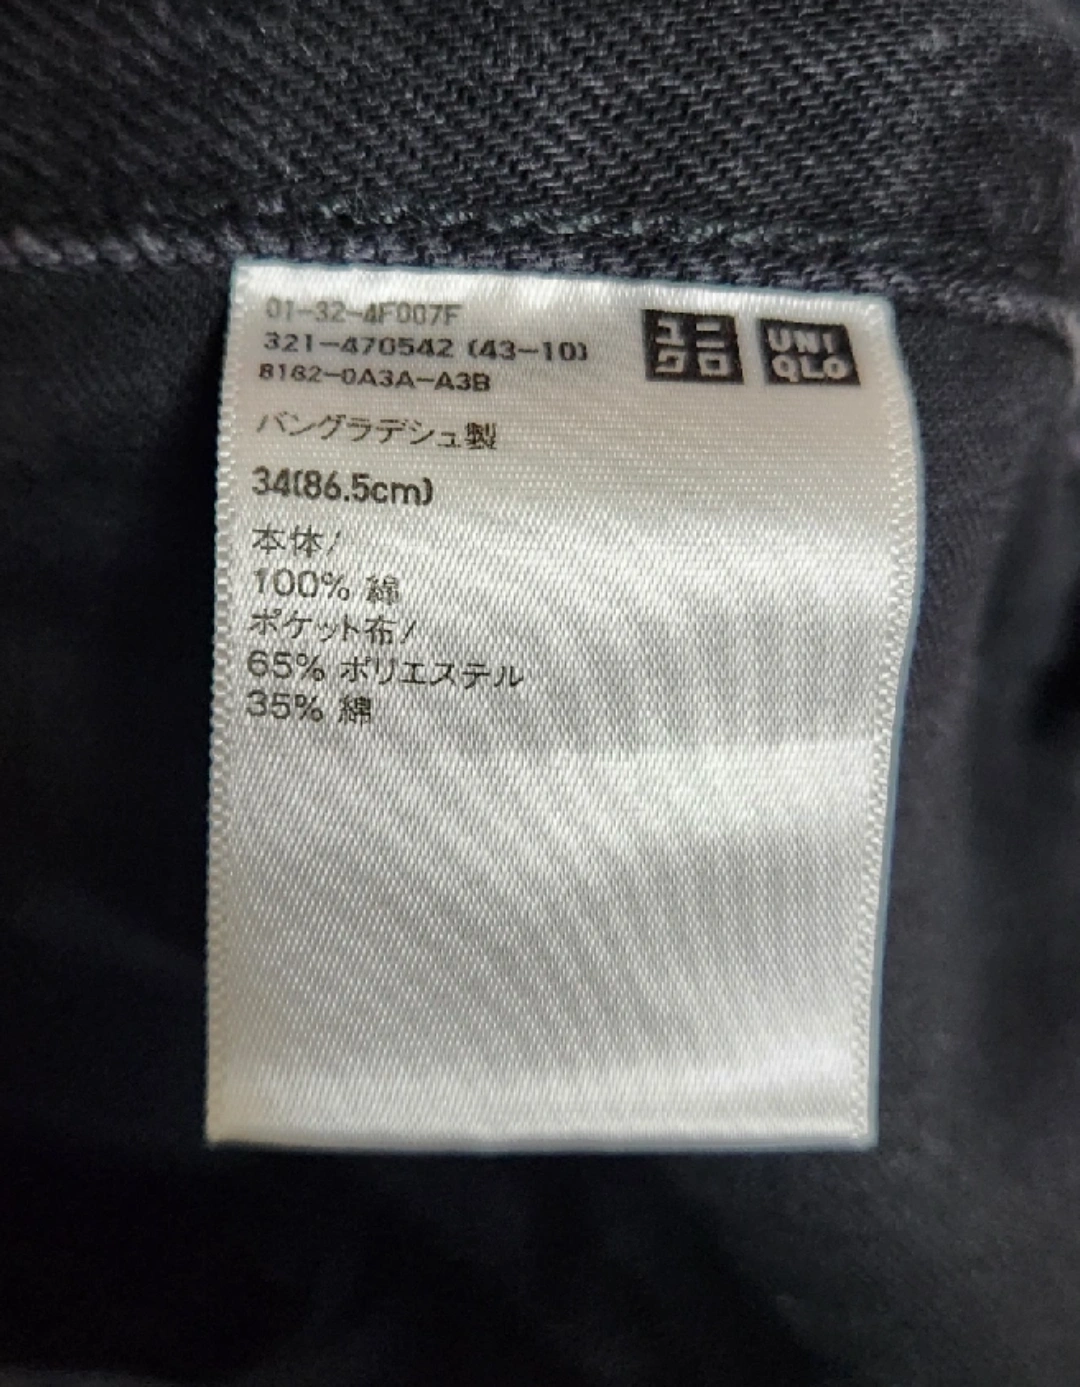 01-32-4F007F
321-470542 (43-10)
8162-0A3A-A3B
ユニ
クロ
UNI
QLO
バングラデシュ製
34(86.5cm)
本体/
100% 綿
ポケット布/
65% ポリエステル
35% 綿